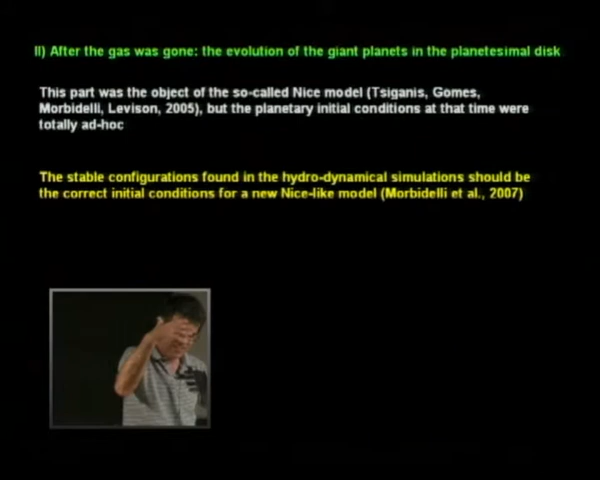 II) After the gas was gone: the evolution of the giant planets in the planetesimal disk
This part was the object of the so-called Nice model (Tsiganis, Gomes,
Morbidelli, Levison, 2005), but the planetary initial conditions at that time were
totally ad-hoc
The stable configurations found in the hydro-dynamical simulations should be
the correct initial conditions for a new Nice-like model (Morbidelli et al., 2007)